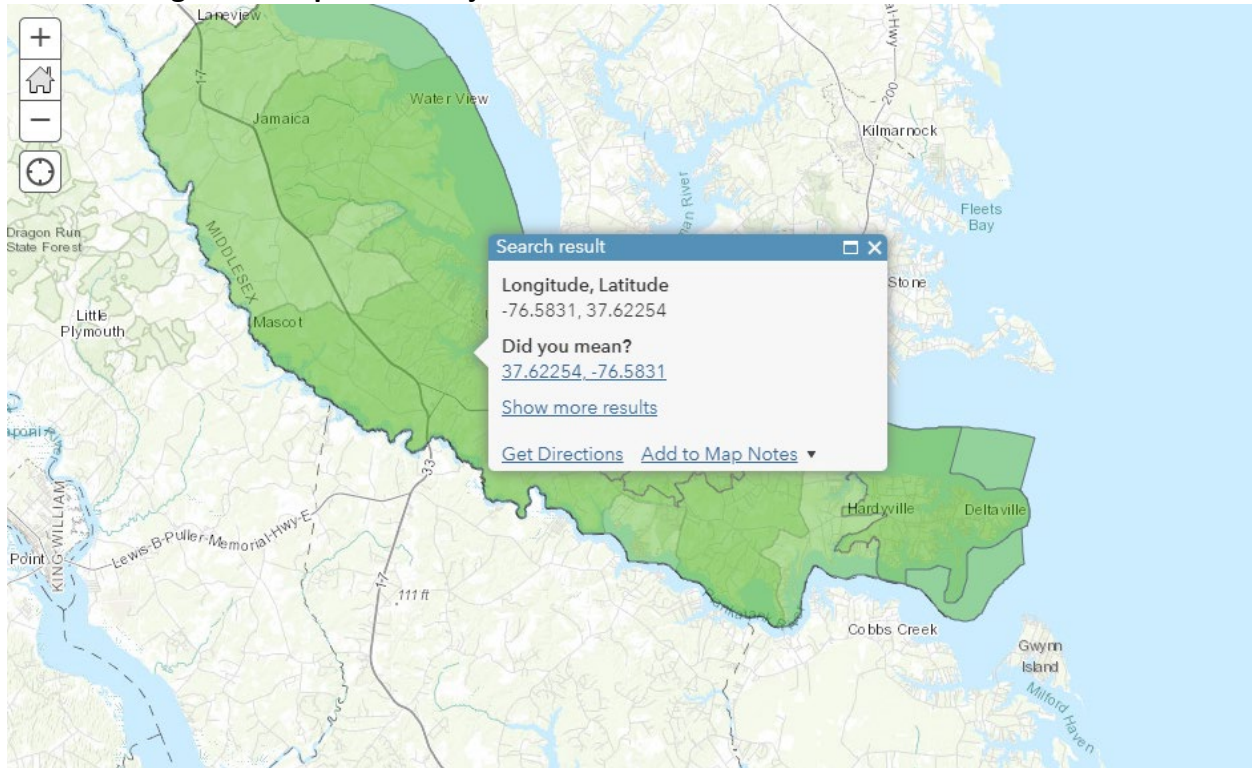 Laneview
17
Hwy
200
Water View
Jamaica
Kilmarnock
River
Fleets
Bay
Dragon Run
State Forest
MIDDLESEX
Search result
Longitude, Latitude
-76.5831, 37.62254
Did you mean?
37.62254, -76.5831
Show more results
Get Directions Add to Map Notes
Stone
Little
Plymouth
Mascot
33
KING WILLIAM
Point
Lewis-B-Puller-Memorial-Hwy-E
17
111 ft
Hardyville
Deltaville
Cobbs Creek
Gwynn
Island
Milford Haven